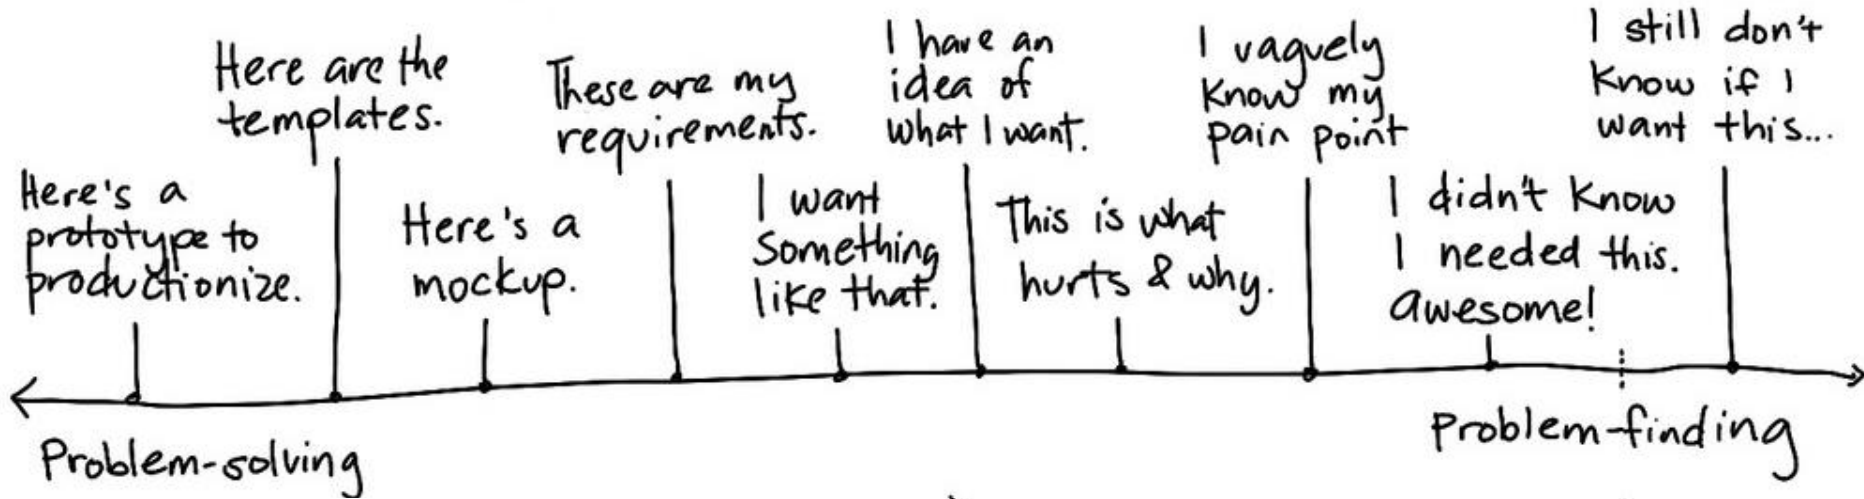 Here's a
prototype to
productionize.
Here are the
templates.
Here's a
mockup.
These are my
requirements.
I want
something
like that.
I have an
idea of
what I want.
This is what
hurts & why.
I vaguely
know my
pain point
I didn't know
I needed this.
Awesome!
I still don't
know if I
want this...
Problem-solving
Problem-finding